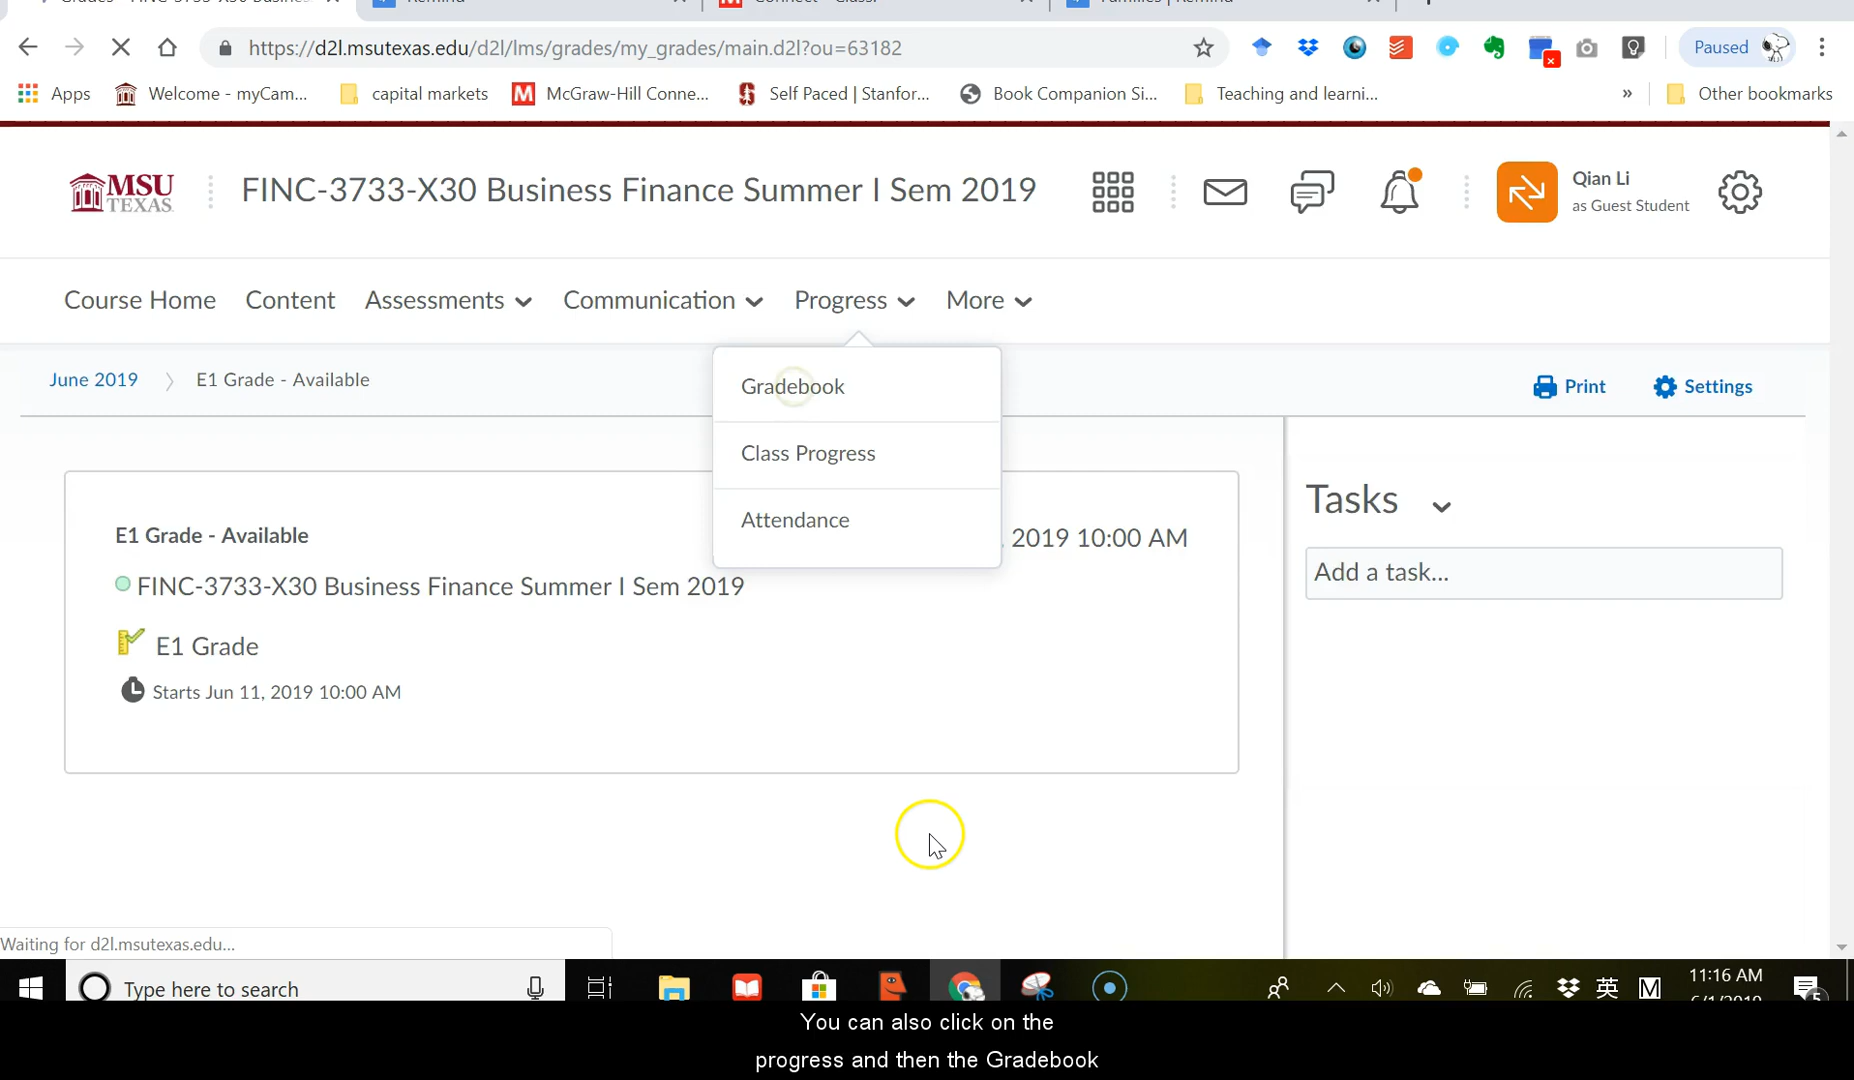 https://d2l.msutexas.edu/d2l/lms/grades/my_grades/main.d2l?ou=63182
Paused
Apps
Welcome - myCam...
capital markets
McGraw-Hill Conne...
Self Paced | Stanfor...
Book Companion Si...
Teaching and learni...
»
Other bookmarks
MSU TEXAS
FINC-3733-X30 Business Finance Summer I Sem 2019
Qian Li
as Guest Student
Course Home
Content
Assessments
Communication
Progress
More
June 2019
E1 Grade - Available
Print
Settings
Gradebook
Class Progress
Attendance
Tasks
Add a task...
E1 Grade - Available
, 2019 10:00 AM
FINC-3733-X30 Business Finance Summer I Sem 2019
E1 Grade
Starts Jun 11, 2019 10:00 AM
Waiting for d2l.msutexas.edu...
Type here to search
英
M
11:16 AM
5
You can also click on the
progress and then the Gradebook